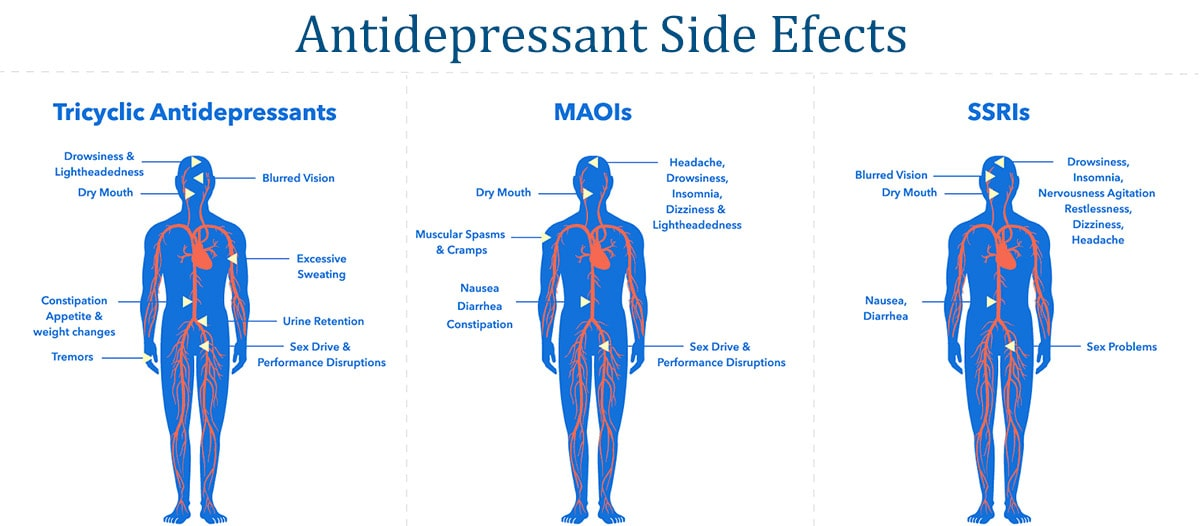 Antidepressant Side Efects
Tricyclic Antidepressants
Drowsiness &
Lightheadedness
Dry Mouth
Blurred Vision
Excessive
Sweating
Constipation
Appetite &
weight changes
Urine Retention
Tremors
Sex Drive &
Performance Disruptions
MAOIs
Headache,
Drowsiness,
Insomnia,
Dizziness &
Lightheadedness
Dry Mouth
Muscular Spasms
& Cramps
Nausea
Diarrhea
Constipation
Sex Drive &
Performance Disruptions
SSRIs
Blurred Vision
Dry Mouth
Drowsiness,
Insomnia,
Nervousness Agitation
Restlessness,
Dizziness,
Headache
Nausea,
Diarrhea
Sex Problems